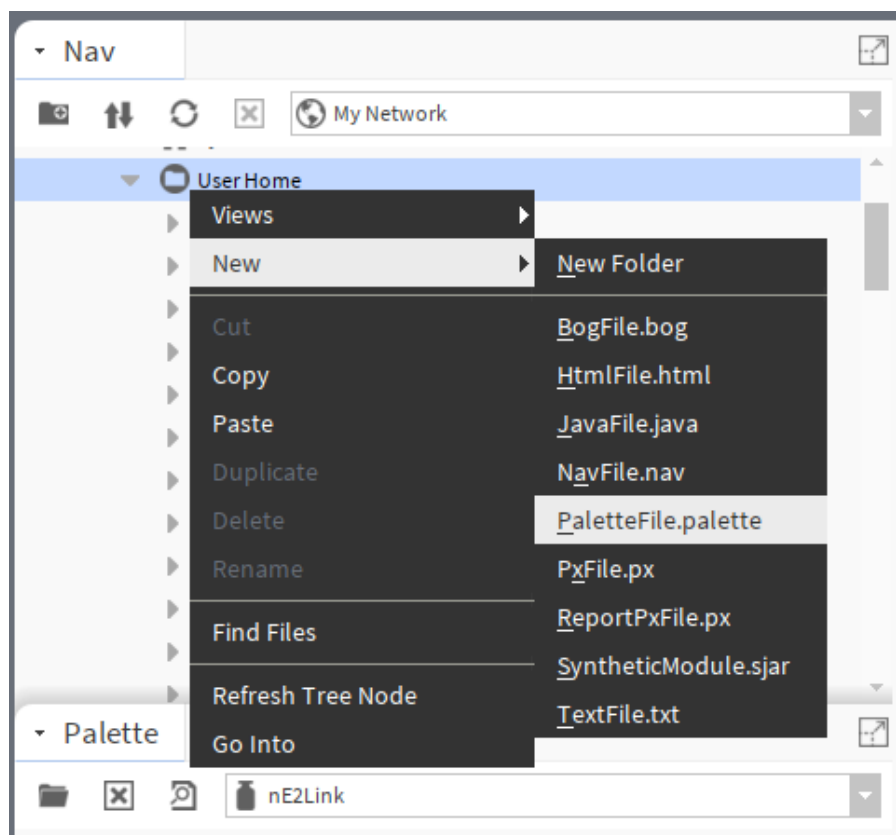 Nav
My Network
User Home
Views
New
Cut
Copy
Paste
Duplicate
Delete
Rename
Find Files
Refresh Tree Node
Go Into
New Folder
BogFile.bog
HtmlFile.html
JavaFile.java
NavFile.nav
PaletteFile.palette
PxFile.px
ReportPxFile.px
SyntheticModule.sjar
TextFile.txt
Palette
nE2Link